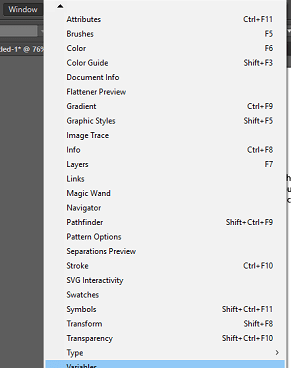 Window
Attributes Ctrl+F11
Brushes F5
ded-1* @ 76%
Color F6
Color Guide Shift+F3
Document Info
Flattener Preview
Gradient Ctrl+F9
Graphic Styles Shift+F5
Image Trace
Info Ctrl+F8
Layers F7
Links
Magic Wand
Navigator
Pathfinder Shift+Ctrl+F9
Pattern Options
Separations Preview
Stroke Ctrl+F10
SVG Interactivity
Swatches
Symbols Shift+Ctrl+F11
Transform Shift+F8
Transparency Shift+Ctrl+F10
Type
Variables